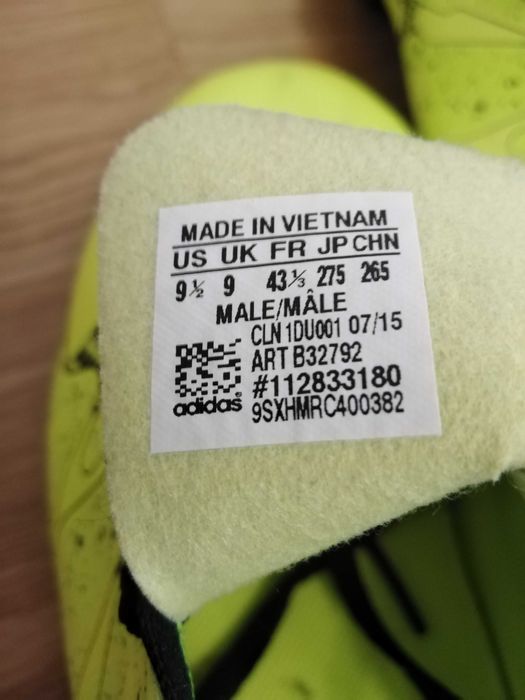 MADE IN VIETNAM
US UK FR JP CHN
9½ 9 43⅓ 275 265
MALE/MÂLE
CLN 1DU001 07/15
ART B32792
#112833180
adidas® 9SXHMRC400382